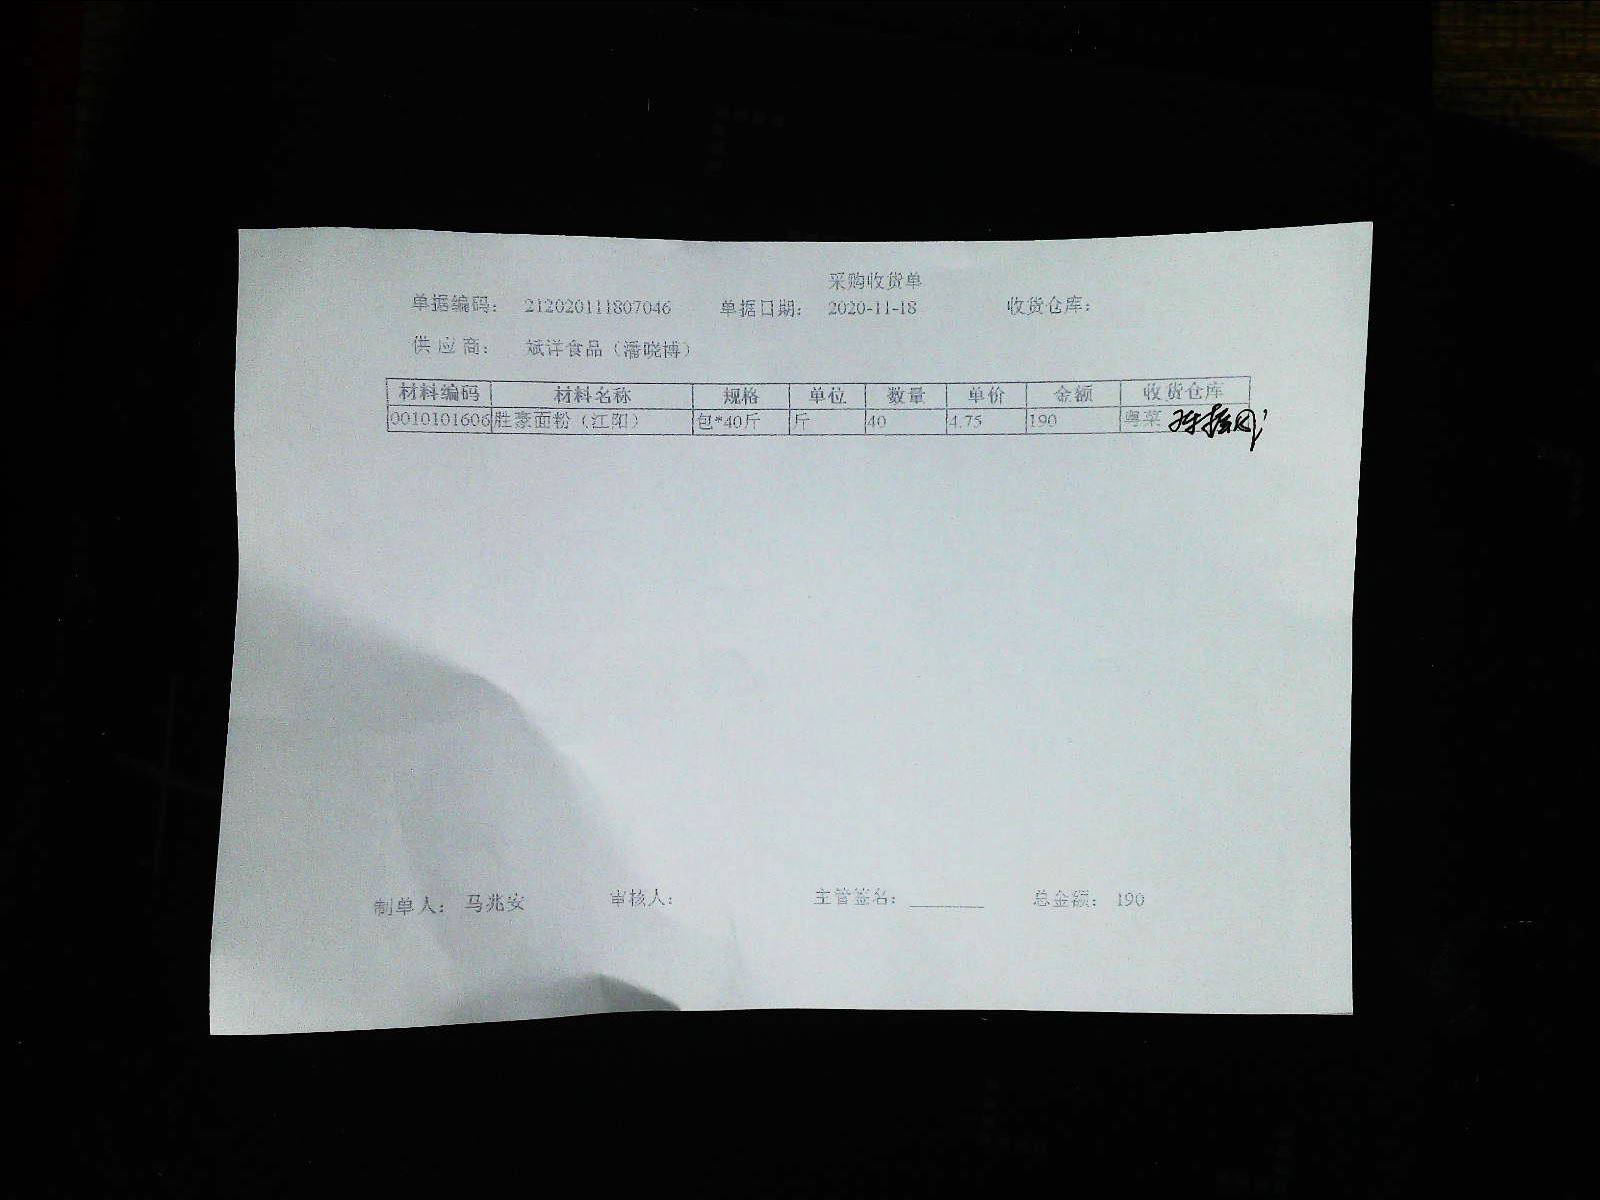 采购收货单
单据编码： 212020111807046 单据日期： 2020-11-18 收货仓库：
供 应 商： 斌洋食品（潘晓博）
材料编码 材料名称 规格 单位 数量 单价 金额 收货仓库
0010101606 胜豪面粉（江阳） 包*40斤 斤 40 4.75 190 粤菜
制单人： 马兆安 审核人： 主管签名：________ 总金额： 190